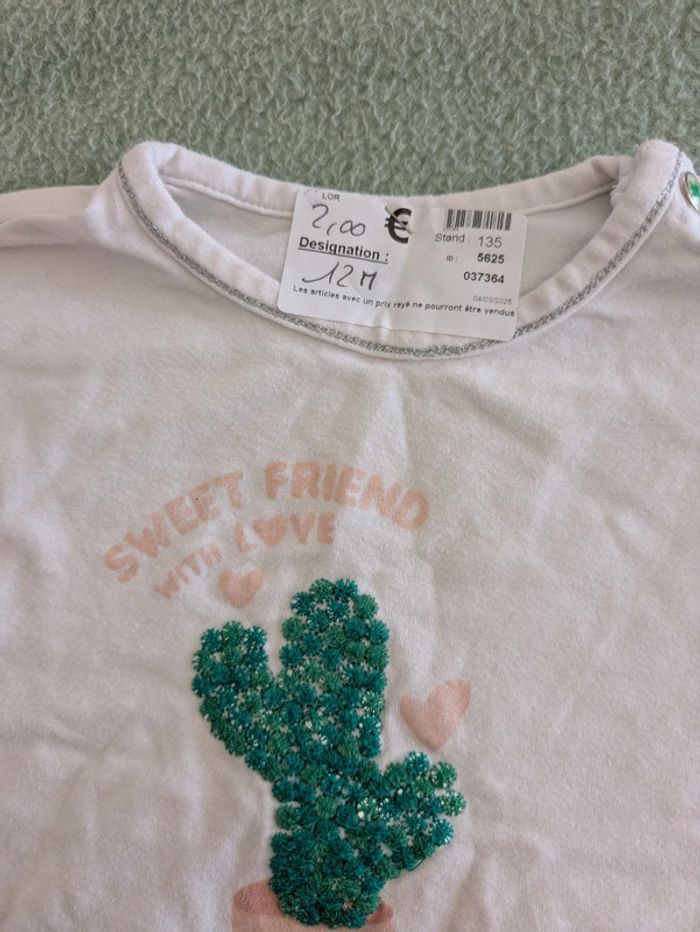 LOR
2,00 €
Designation :
12M
Stand : 135
ID : 5625
037364
04/03/2025
Les articles avec un prix rayé ne pourront être vendus
SWEET FRIEND
WITH LOVE